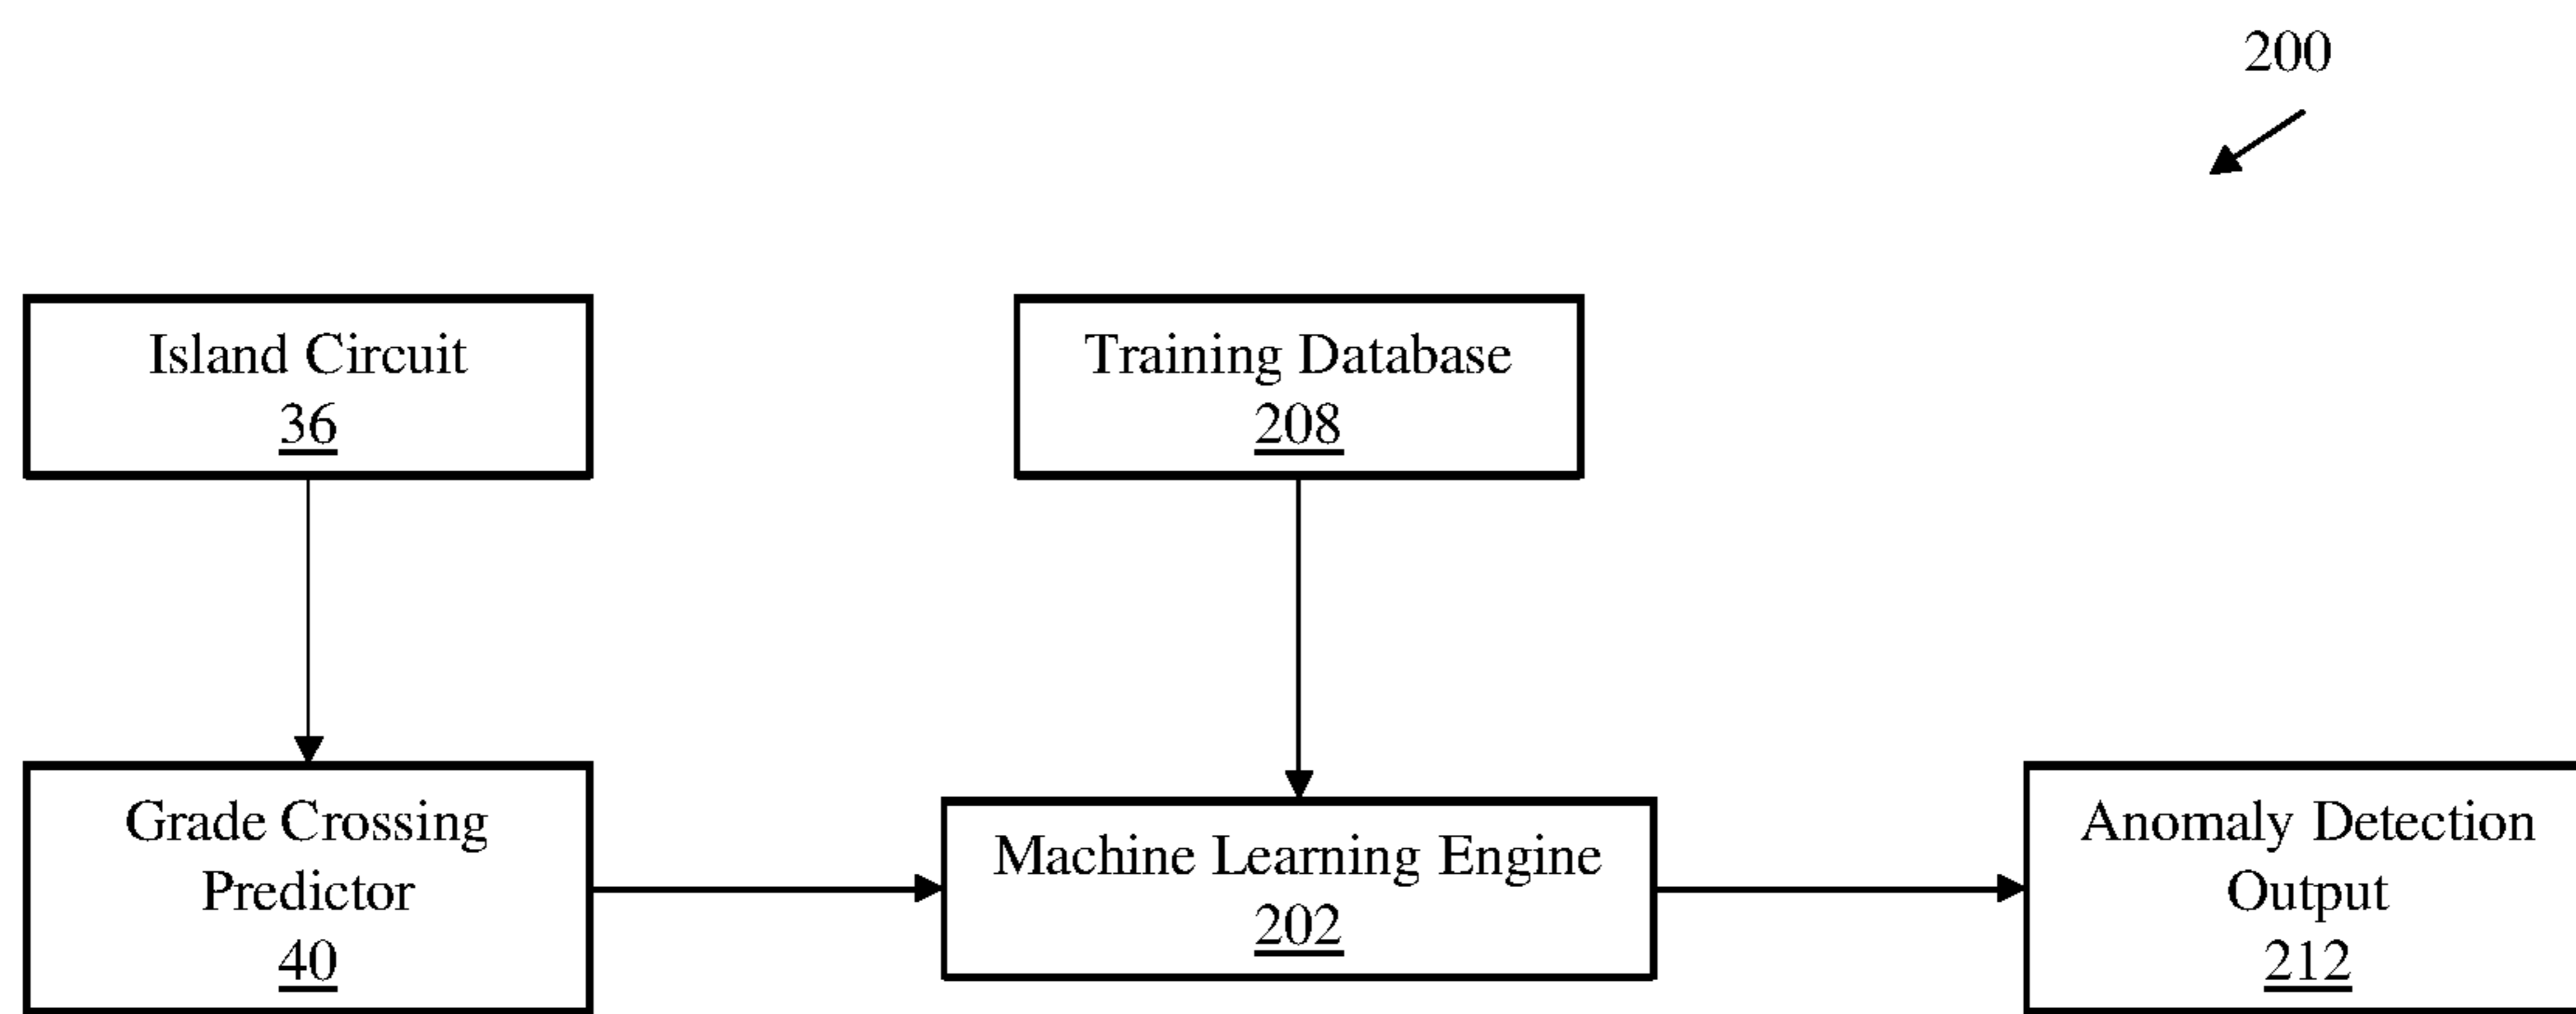 200
Island Circuit
36
Training Database
208
Grade Crossing
Predictor
40
Machine Learning Engine
202
Anomaly Detection
Output
212